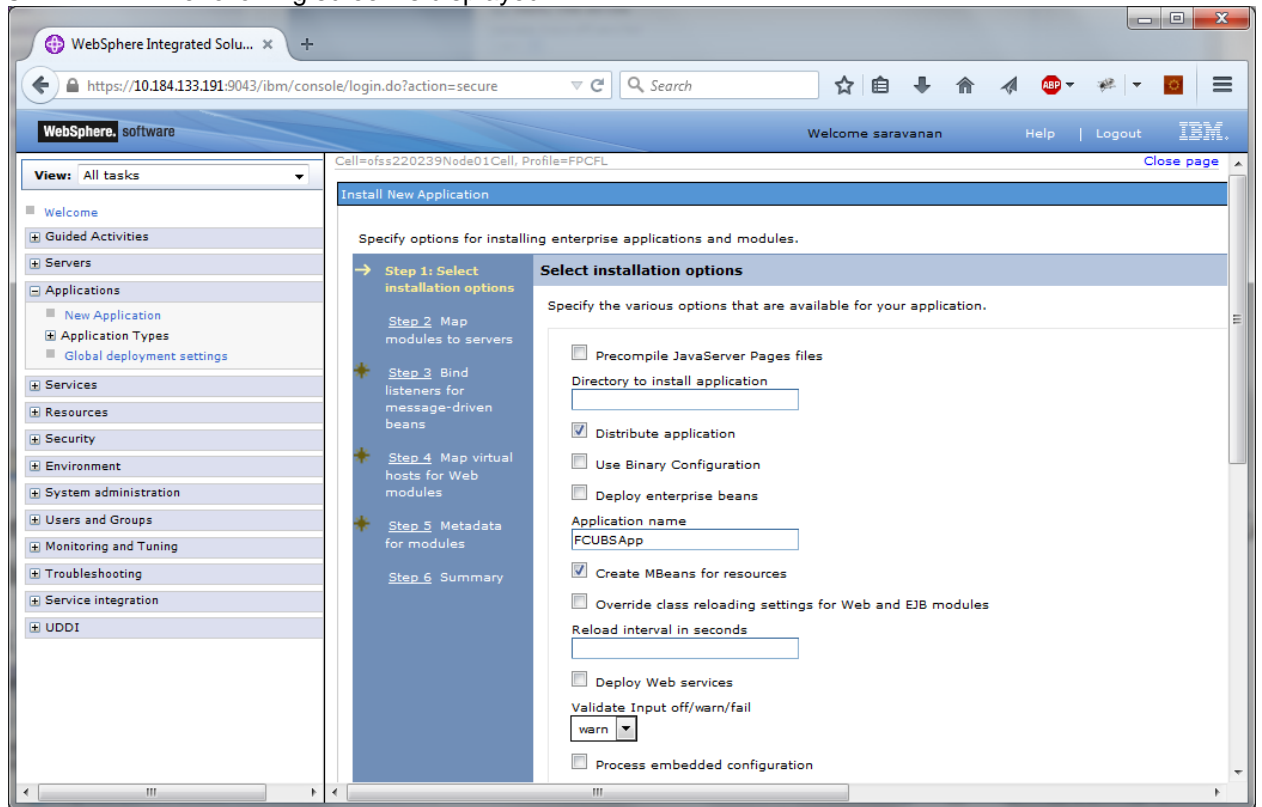 WebSphere Integrated Solu...
https://10.184.133.191:9043/ibm/console/login.do?action=secure
Search
ABP
WebSphere. software
Welcome saravanan
Help | Logout
IBM.
View: All tasks
Welcome
Guided Activities
Servers
Applications
New Application
Application Types
Global deployment settings
Services
Resources
Security
Environment
System administration
Users and Groups
Monitoring and Tuning
Troubleshooting
Service integration
UDDI
Cell=ofss220239Node01Cell, Profile=FPCFL
Close page
Install New Application
Specify options for installing enterprise applications and modules.
Step 1: Select
installation options
Step 2 Map
modules to servers
Step 3 Bind
listeners for
message-driven
beans
Step 4 Map virtual
hosts for Web
modules
Step 5 Metadata
for modules
Step 6 Summary
Select installation options
Specify the various options that are available for your application.
Precompile JavaServer Pages files
Directory to install application
Distribute application
Use Binary Configuration
Deploy enterprise beans
Application name
FCUBSApp
Create MBeans for resources
Override class reloading settings for Web and EJB modules
Reload interval in seconds
Deploy Web services
Validate Input off/warn/fail
warn
Process embedded configuration